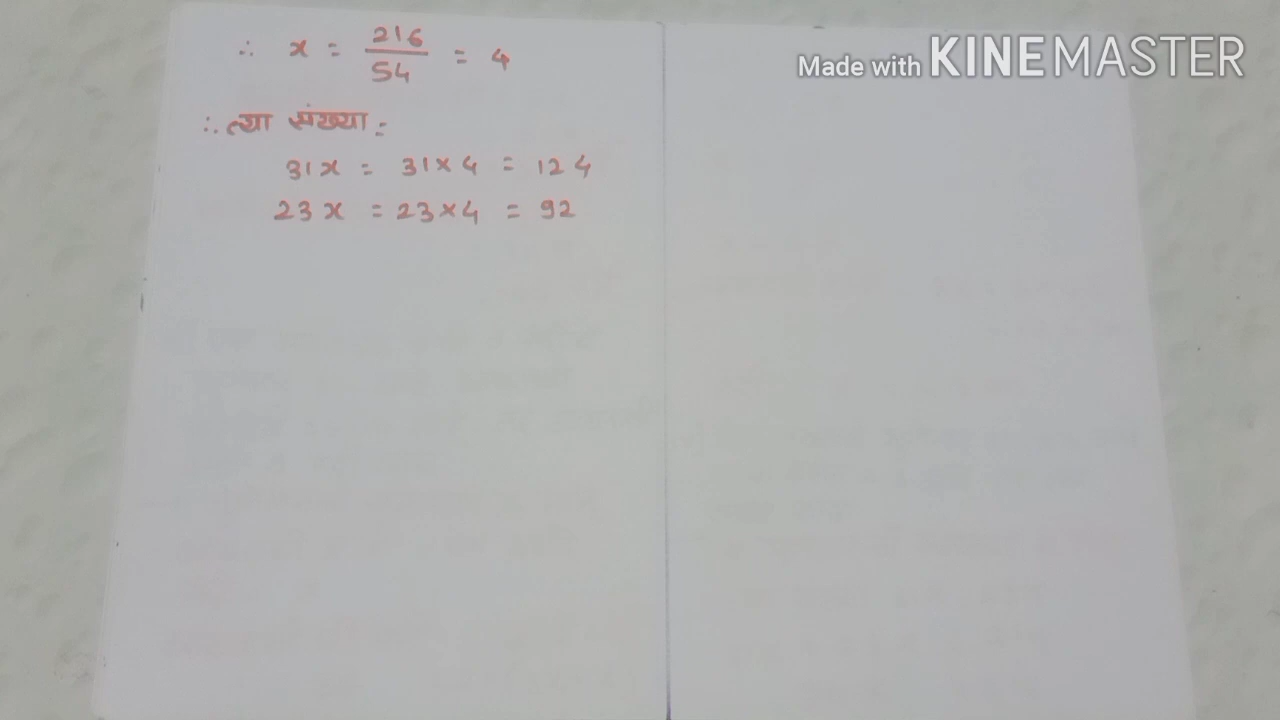 ∴ x = 216/54 = 4
Made with KINEMASTER
∴ त्या संख्या =
31x = 31×4 = 124
23x = 23×4 = 92